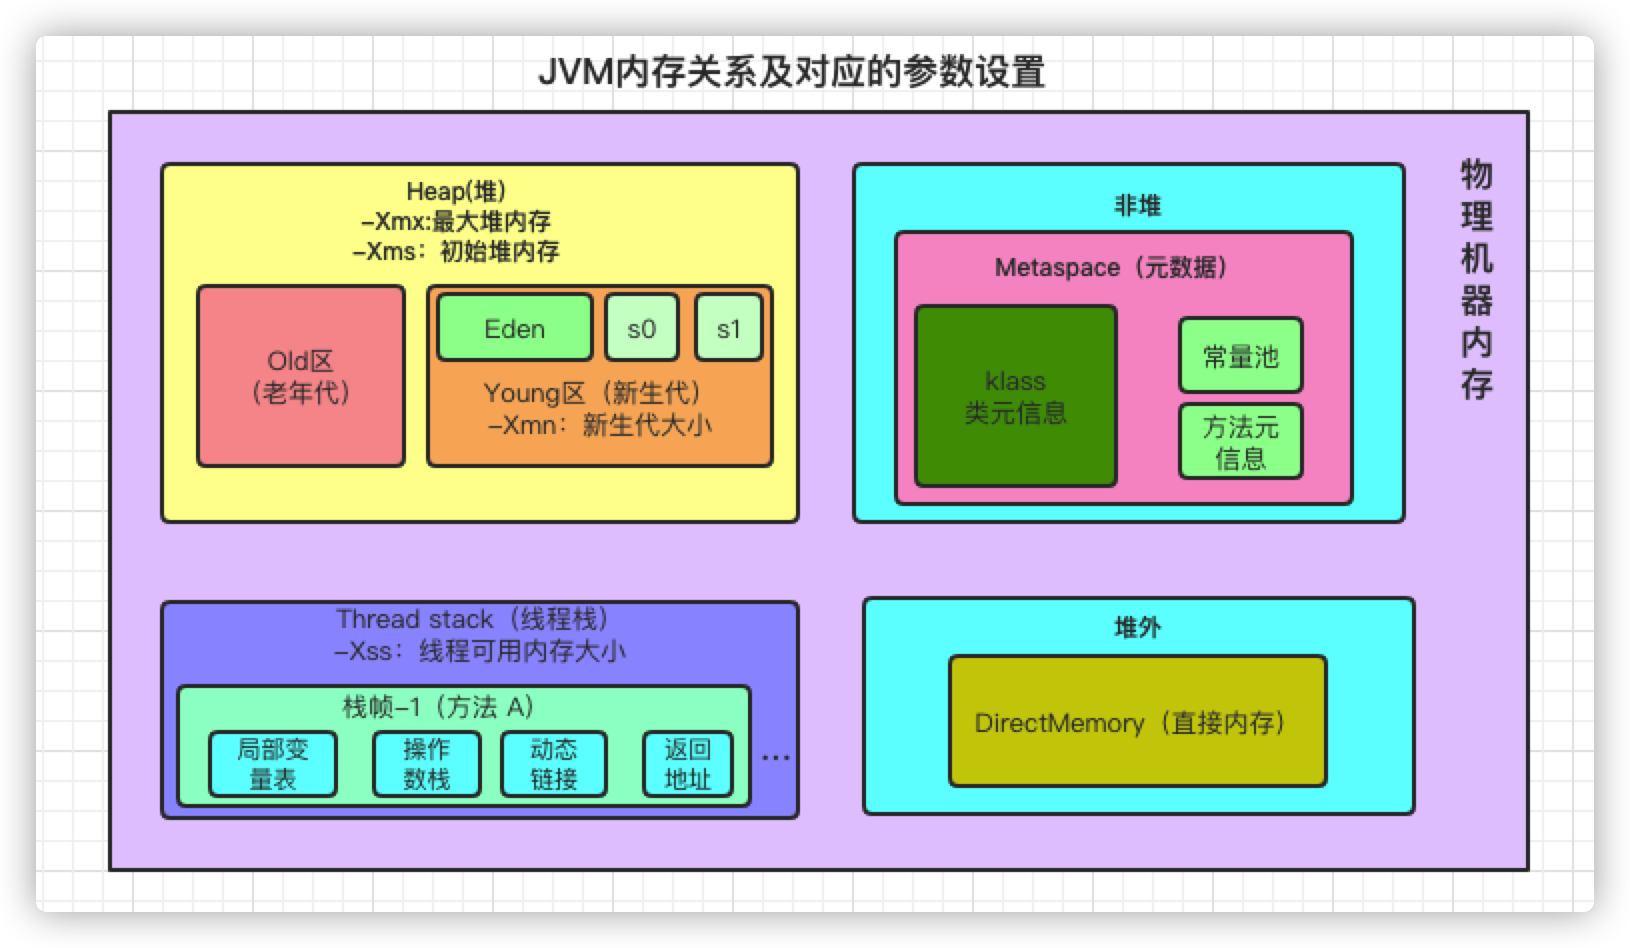 JVM内存关系及对应的参数设置
Heap(堆)
-Xmx:最大堆内存
-Xms：初始堆内存
Old区
（老年代）
Eden
s0
s1
Young区（新生代）
-Xmn：新生代大小
非堆
Metaspace（元数据）
klass
类元信息
常量池
方法元
信息
物理机器内存
Thread stack（线程栈）
-Xss：线程可用内存大小
栈帧-1（方法 A）
局部变
量表
操作
数栈
动态
链接
返回
地址
...
堆外
DirectMemory（直接内存）